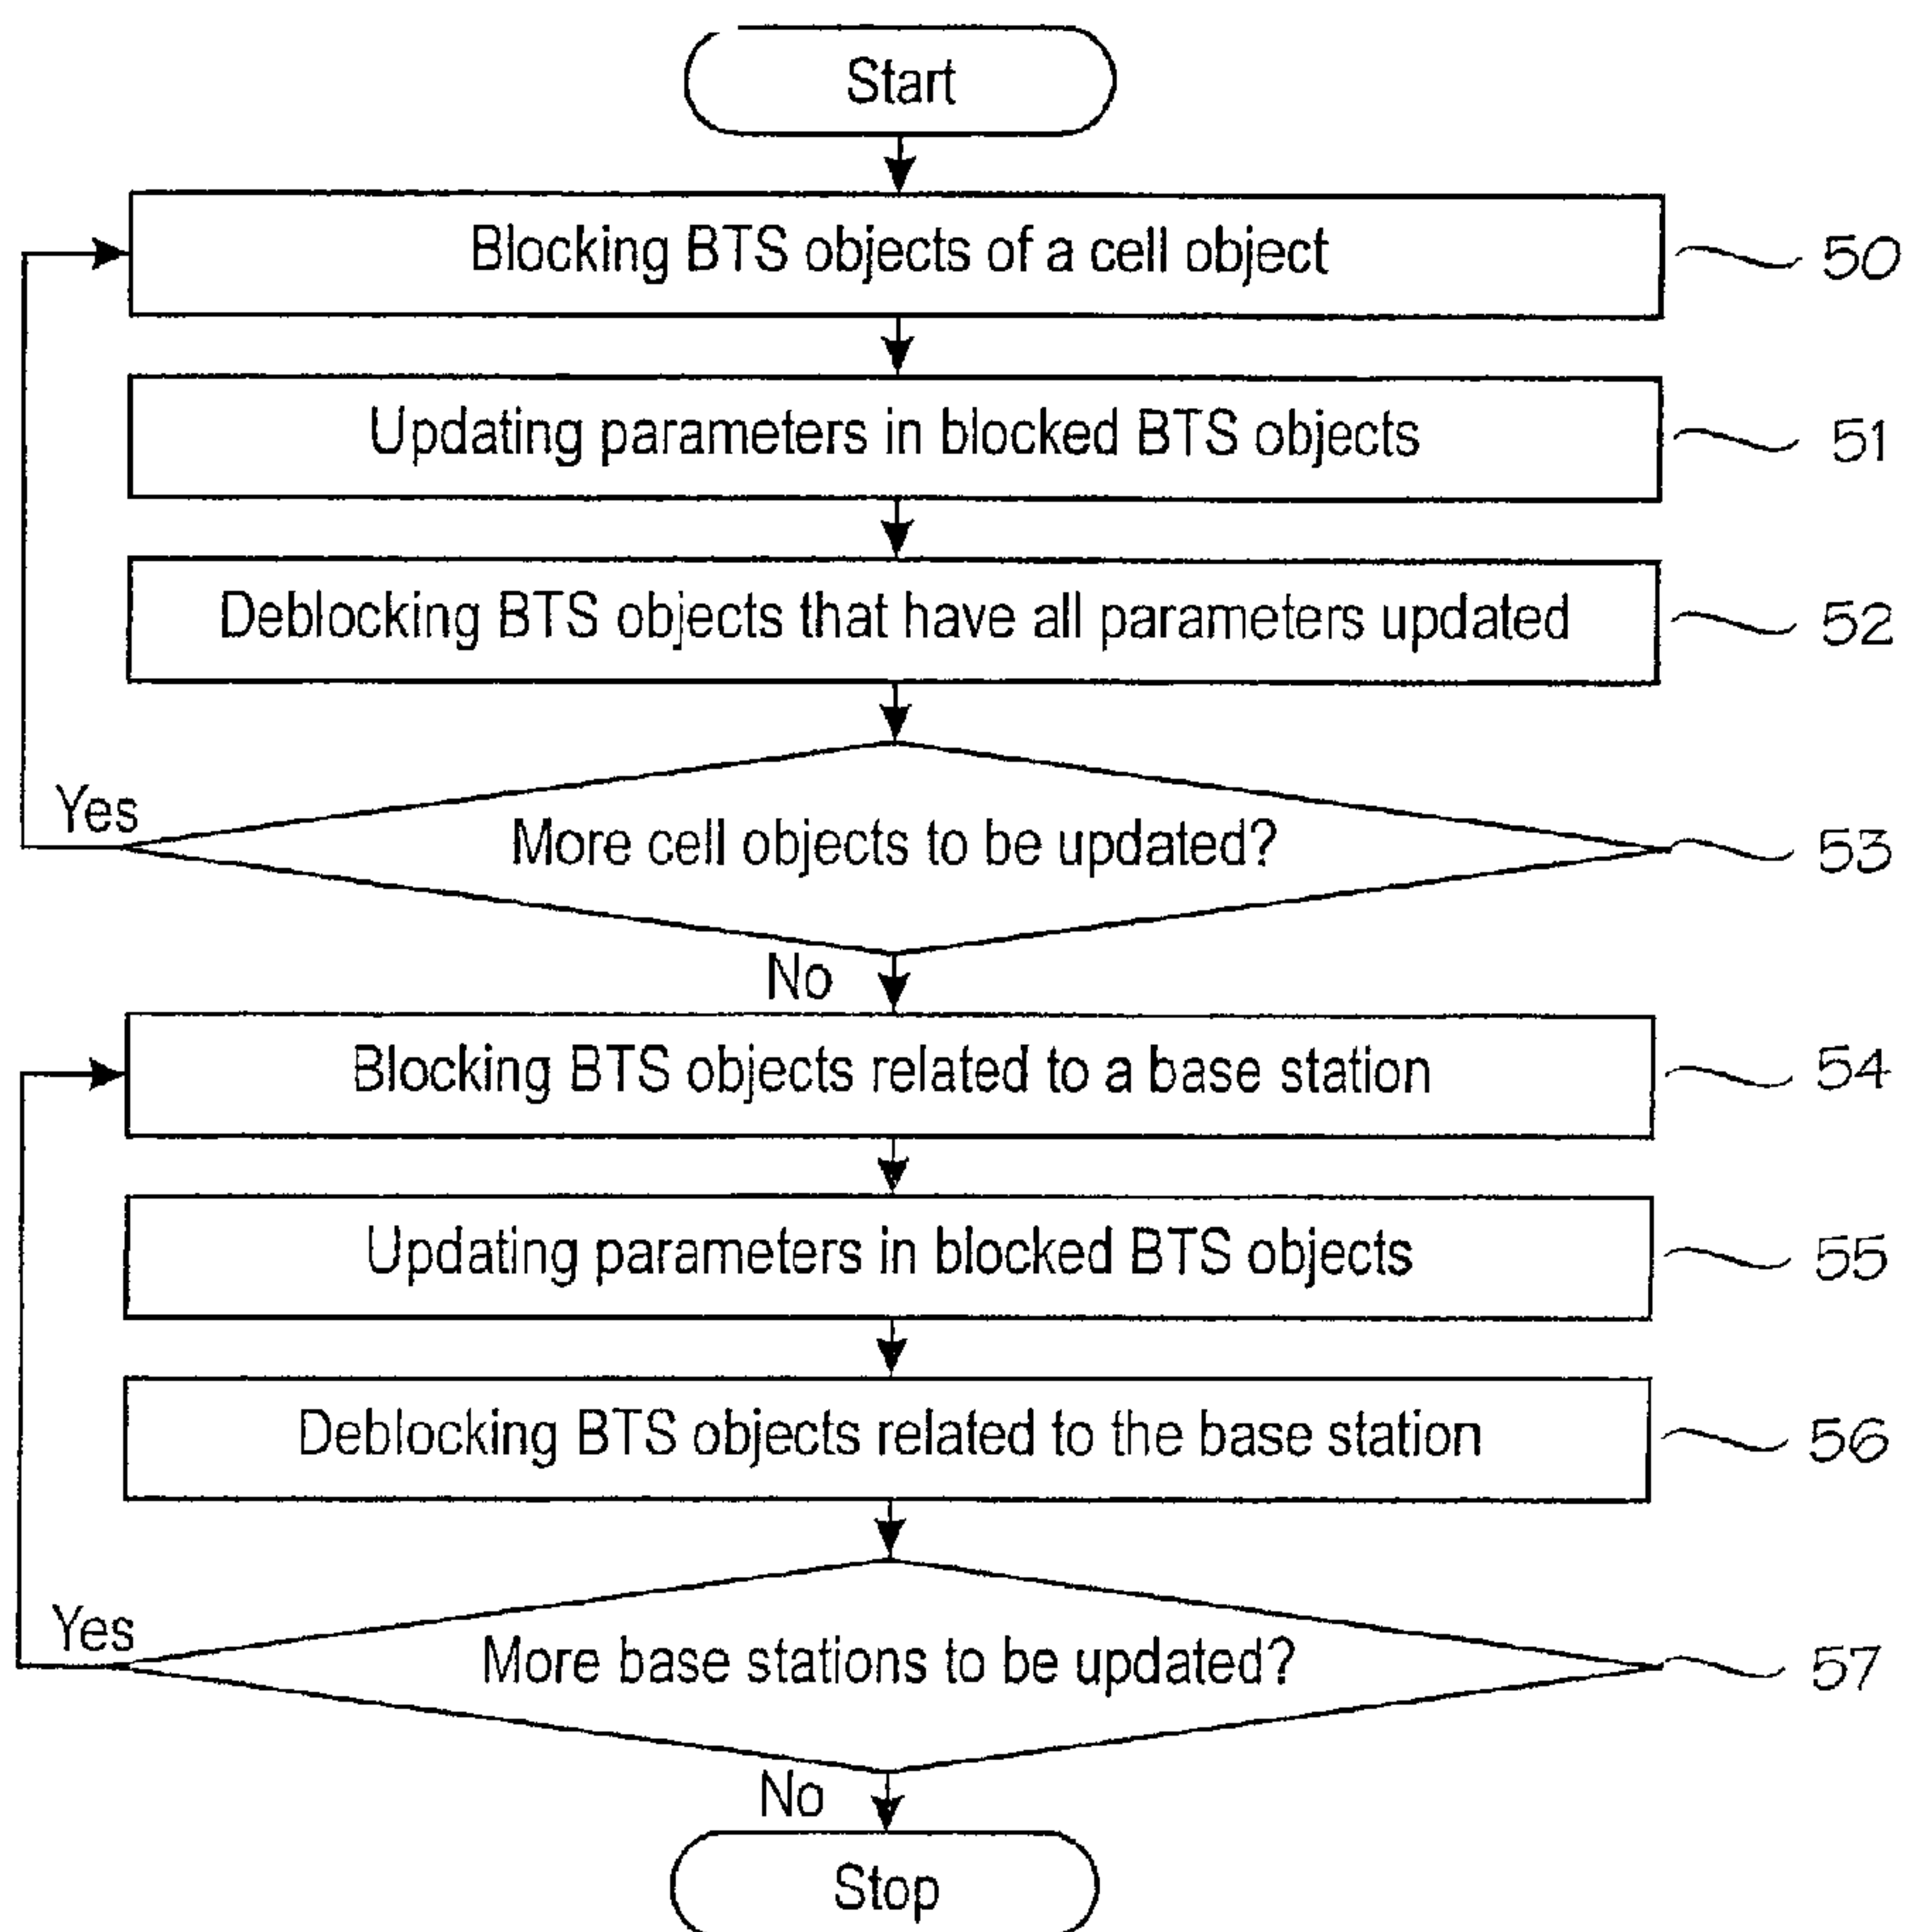 Start
Blocking BTS objects of a cell object
50
Updating parameters in blocked BTS objects
51
Deblocking BTS objects that have all parameters updated
52
Yes
More cell objects to be updated?
53
No
Blocking BTS objects related to a base station
54
Updating parameters in blocked BTS objects
55
Deblocking BTS objects related to the base station
56
Yes
More base stations to be updated?
57
No
Stop